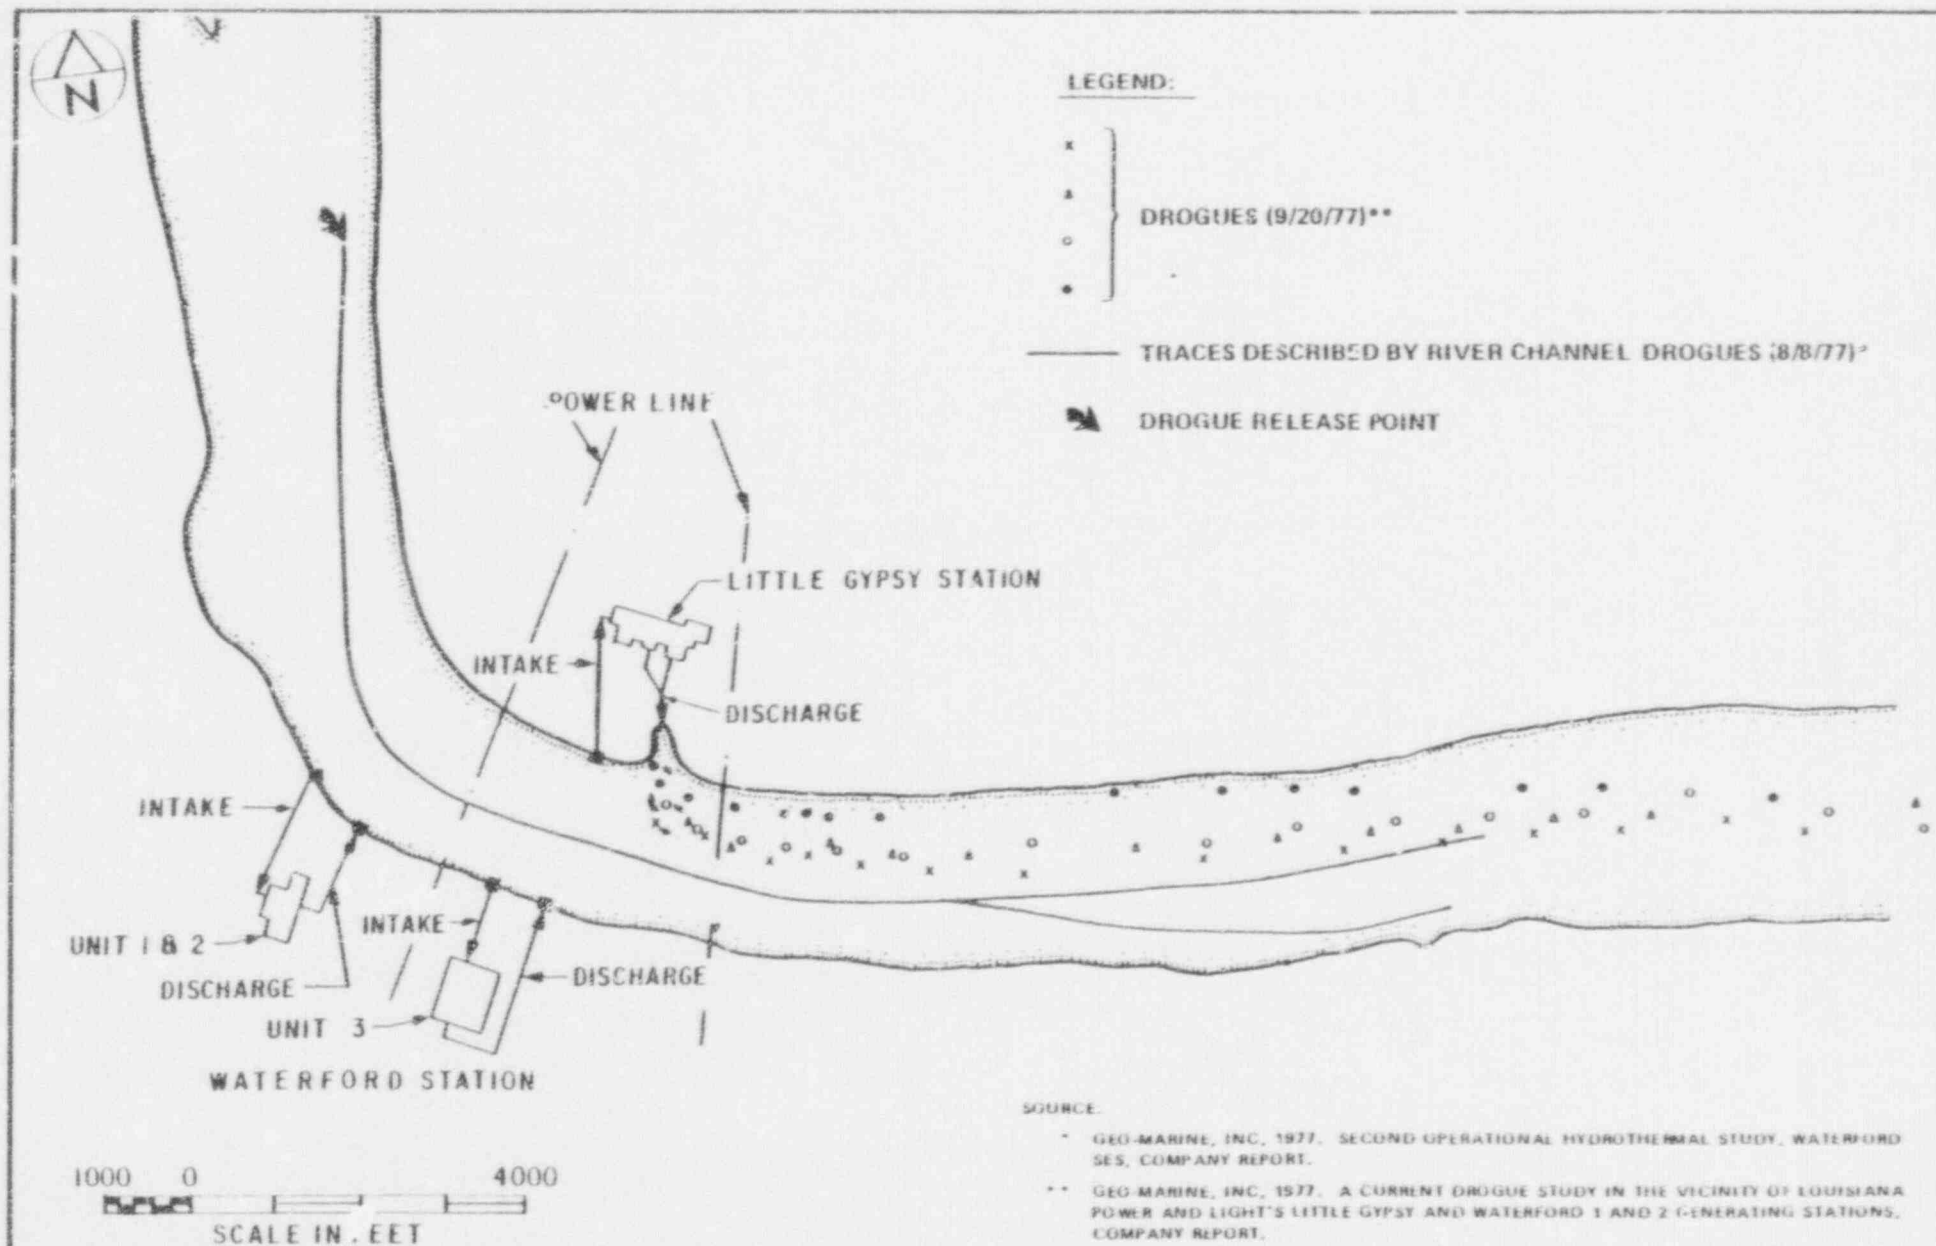 N
LEGEND:
DROGUES (9/20/77)**
TRACES DESCRIBED BY RIVER CHANNEL DROGUES (8/8/77)*
DROGUE RELEASE POINT
POWER LINE
LITTLE GYPSY STATION
INTAKE
DISCHARGE
INTAKE
UNIT 1 & 2
DISCHARGE
INTAKE
DISCHARGE
UNIT 3
WATERFORD STATION
1000 0 4000
SCALE IN FEET
SOURCE:
* GEO-MARINE, INC, 1977. SECOND OPERATIONAL HYDROTHERMAL STUDY, WATERFORD
SES, COMPANY REPORT.
** GEO-MARINE, INC, 1977. A CURRENT DROGUE STUDY IN THE VICINITY OF LOUISIANA
POWER AND LIGHT'S LITTLE GYPSY AND WATERFORD 1 AND 2 GENERATING STATIONS,
COMPANY REPORT.